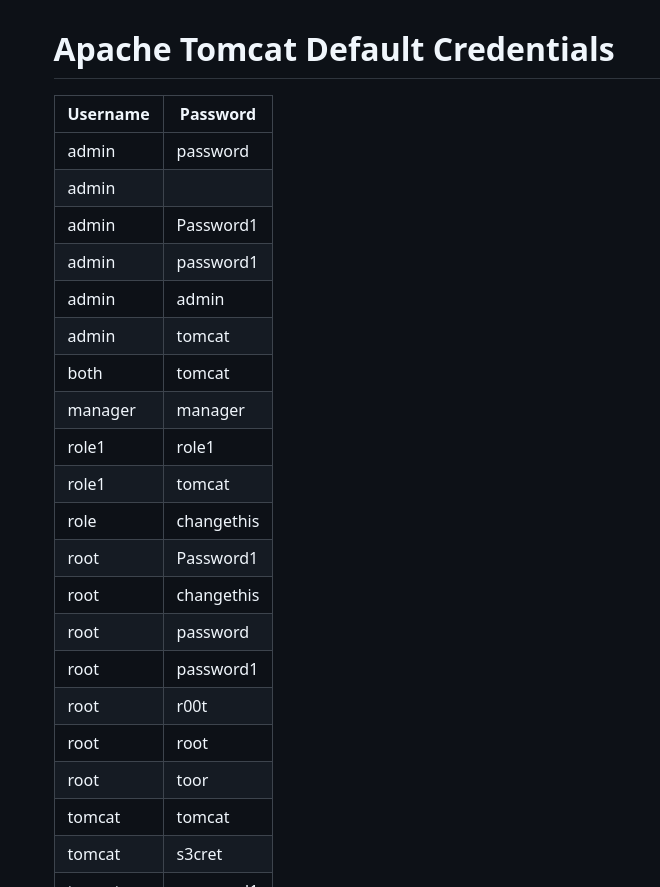 Apache Tomcat Default Credentials
Username Password
admin password
admin
admin Password1
admin password1
admin admin
admin tomcat
both tomcat
manager manager
role1 role1
role1 tomcat
role changethis
root Password1
root changethis
root password
root password1
root r00t
root root
root toor
tomcat tomcat
tomcat s3cret